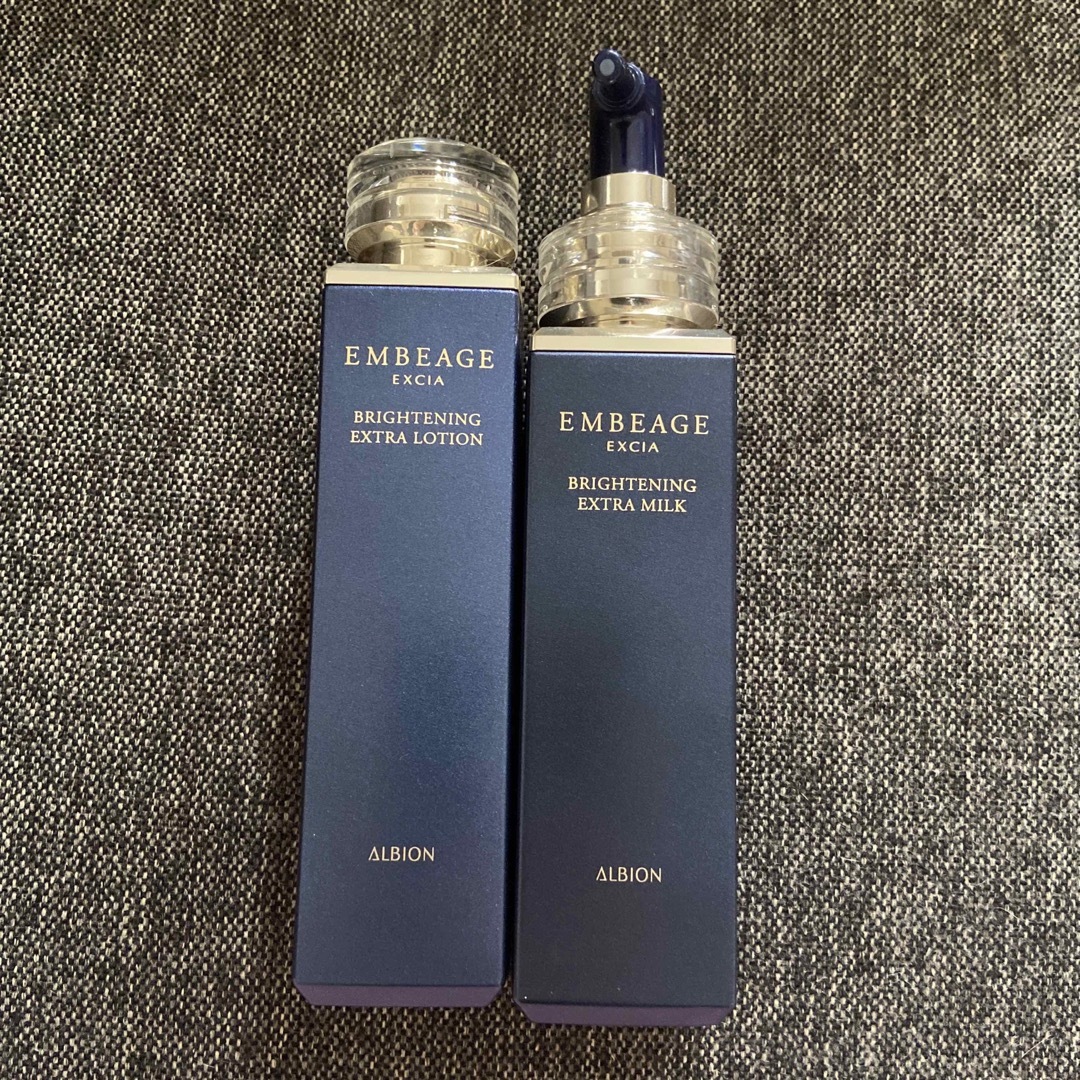 EMBEAGE
EXCIA
BRIGHTENING
EXTRA LOTION
ALBION
EMBEAGE
EXCIA
BRIGHTENING
EXTRA MILK
ALBION